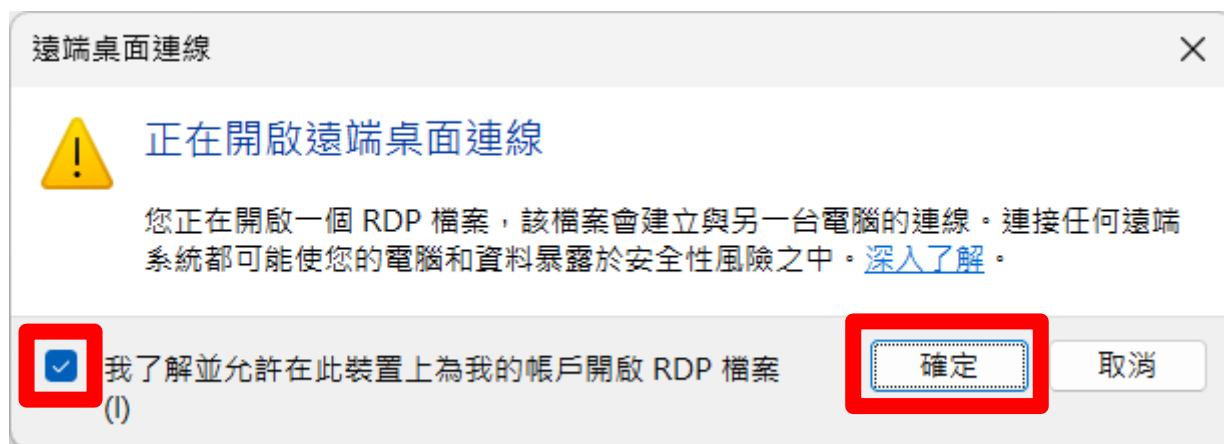 遠端桌面連線
正在開啟遠端桌面連線
您正在開啟一個 RDP 檔案，該檔案會建立與另一台電腦的連線。連接任何遠端
系統都可能使您的電腦和資料暴露於安全性風險之中。深入了解。
我了解並允許在此裝置上為我的帳戶開啟 RDP 檔案
(I)
確定
取消